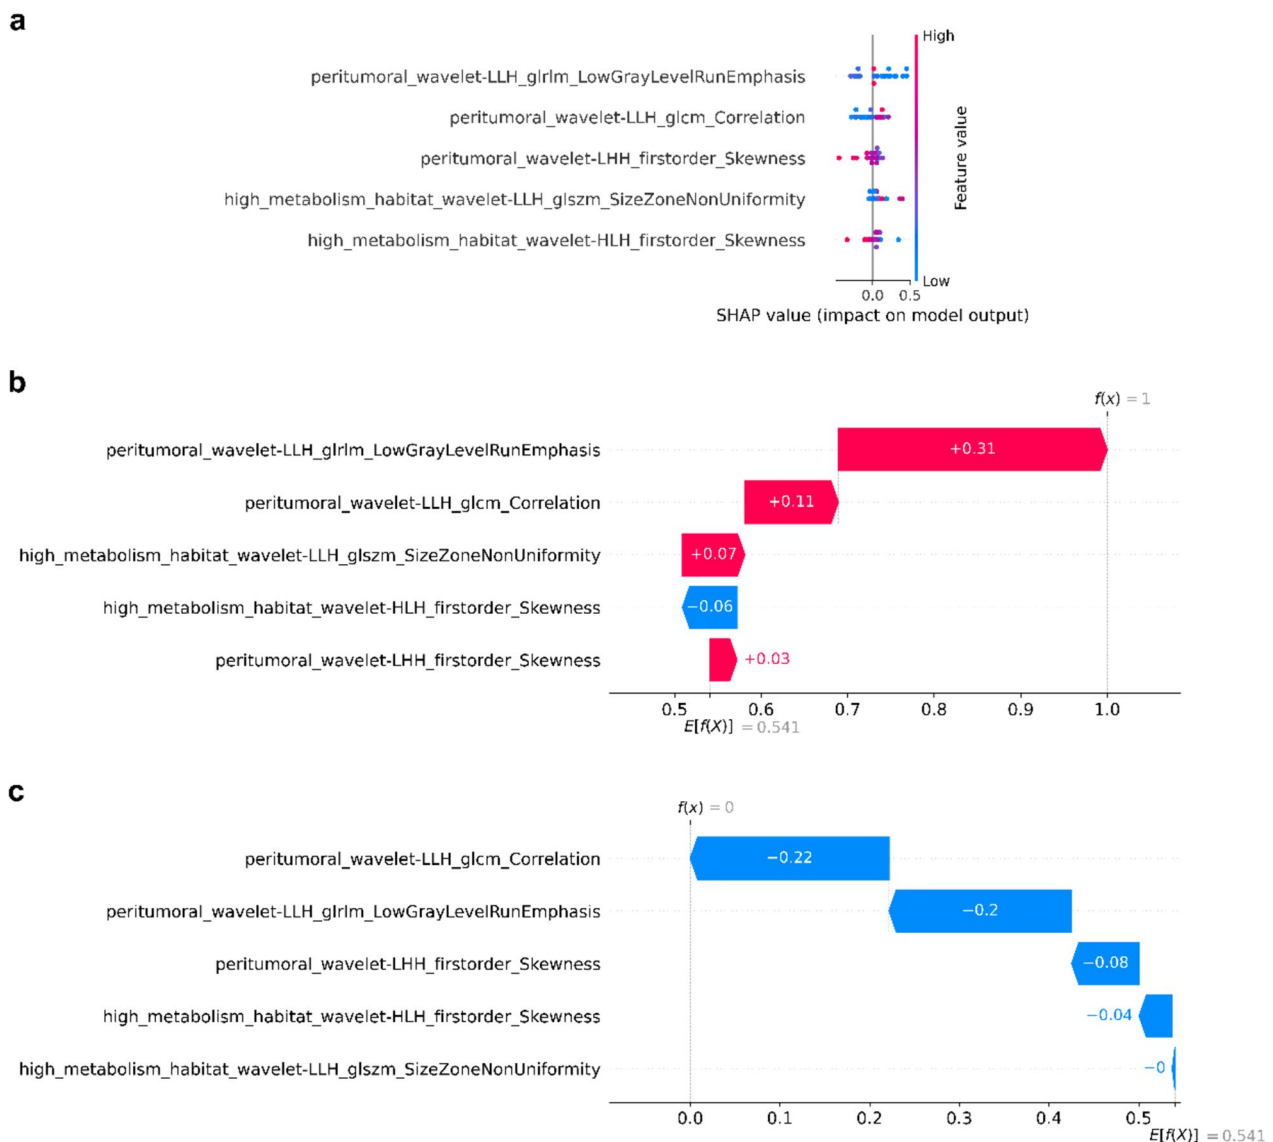 a
High
peritumoral_wavelet-LLH_glrlm_LowGrayLevelRunEmphasis
peritumoral_wavelet-LLH_glcm_Correlation
peritumoral_wavelet-LHH_firstorder_Skewness
high_metabolism_habitat_wavelet-LLH_glszm_SizeZoneNonUniformity
high_metabolism_habitat_wavelet-HLH_firstorder_Skewness
Feature value
Low
0.0 0.5
SHAP value (impact on model output)
b
f(x) = 1
peritumoral_wavelet-LLH_glrlm_LowGrayLevelRunEmphasis +0.31
peritumoral_wavelet-LLH_glcm_Correlation +0.11
high_metabolism_habitat_wavelet-LLH_glszm_SizeZoneNonUniformity +0.07
high_metabolism_habitat_wavelet-HLH_firstorder_Skewness −0.06
peritumoral_wavelet-LHH_firstorder_Skewness +0.03
0.5 0.6 0.7 0.8 0.9 1.0
E[f(X)] = 0.541
c
f(x) = 0
peritumoral_wavelet-LLH_glcm_Correlation −0.22
peritumoral_wavelet-LLH_glrlm_LowGrayLevelRunEmphasis −0.2
peritumoral_wavelet-LHH_firstorder_Skewness −0.08
high_metabolism_habitat_wavelet-HLH_firstorder_Skewness −0.04
high_metabolism_habitat_wavelet-LLH_glszm_SizeZoneNonUniformity −0
0.0 0.1 0.2 0.3 0.4 0.5
E[f(X)] = 0.541